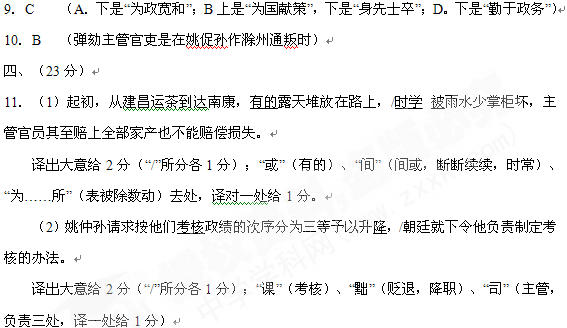 9．C （A．下是“为政宽和”；B 上是“为国献策”，下是“身先士卒”；D。下是“勤于政务”）
10．B （弹劾主管官吏是在姚促孙作滁州通叛时）
四、（23 分）
11．（1）起初，从建昌运茶到达南康，有的露天堆放在路上，/时学 被雨水少掌柜坏，主
管官员其至赔上全部家产也不能赔偿损失。
译出大意给 2 分（“/”所分各 1 分）；“或”（有的）、“间”（间或，断断续续，时常）、
“为……所”（表被除数动）去处，译对一处给 1 分。
（2）姚仲孙请求按他们考核政绩的次序分为三等子以升降，/朝廷就下令他负责制定考
核的办法。
译出大意给 2 分（“/”所分各 1 分）；“课”（考核）、“黜”（贬退，降职）、“司”（主管，
负责三处，译一处给 1 分）